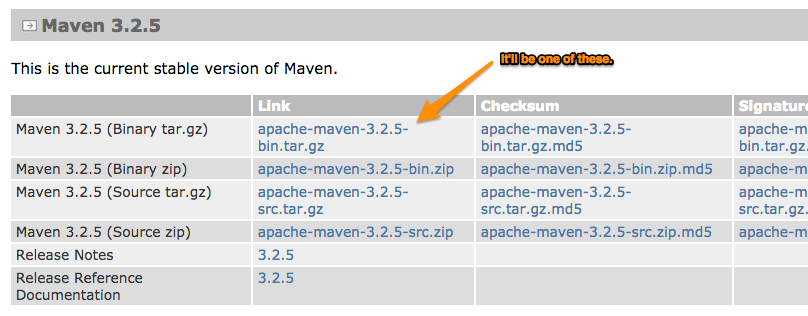 Maven 3.2.5
It'll be one of these.
This is the current stable version of Maven.
Link Checksum Signature
Maven 3.2.5 (Binary tar.gz) apache-maven-3.2.5- apache-maven-3.2.5- apache-m
bin.tar.gz bin.tar.gz.md5 bin.tar.gz.
Maven 3.2.5 (Binary zip) apache-maven-3.2.5-bin.zip apache-maven-3.2.5-bin.zip.md5 apache-m
Maven 3.2.5 (Source tar.gz) apache-maven-3.2.5- apache-maven-3.2.5- apache-m
src.tar.gz src.tar.gz.md5 src.tar.gz
Maven 3.2.5 (Source zip) apache-maven-3.2.5-src.zip apache-maven-3.2.5-src.zip.md5 apache-m
Release Notes 3.2.5
Release Reference 3.2.5
Documentation